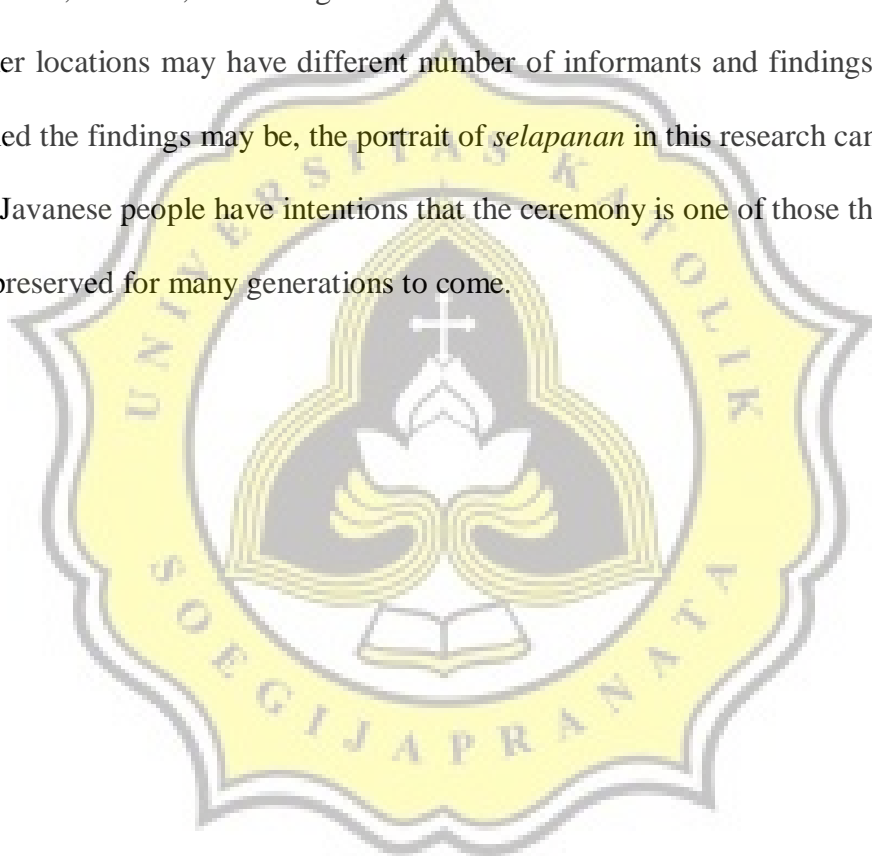 er locations may have different number of informants and findings
ed the findings may be, the portrait of selapanan in this research can
Javanese people have intentions that the ceremony is one of those th
preserved for many generations to come.
UNIVERSITAS KATOLIK
SOEGIJAPRANATA